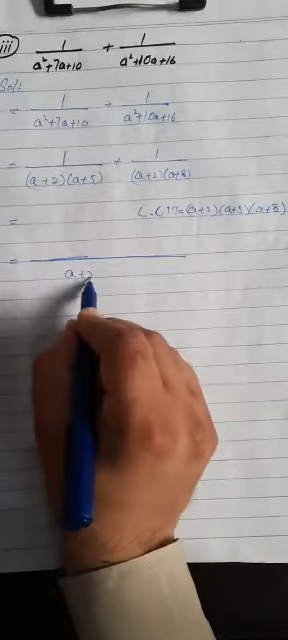 (iii) 1/(a²+7a+10) + 1/(a²+10a+16)
Sol:
= 1/(a²+7a+10) + 1/(a²+10a+16)
= 1/((a+2)(a+5)) + 1/((a+2)(a+8))
= L.C.M=(a+2)(a+5)(a+8)
= 
a+2